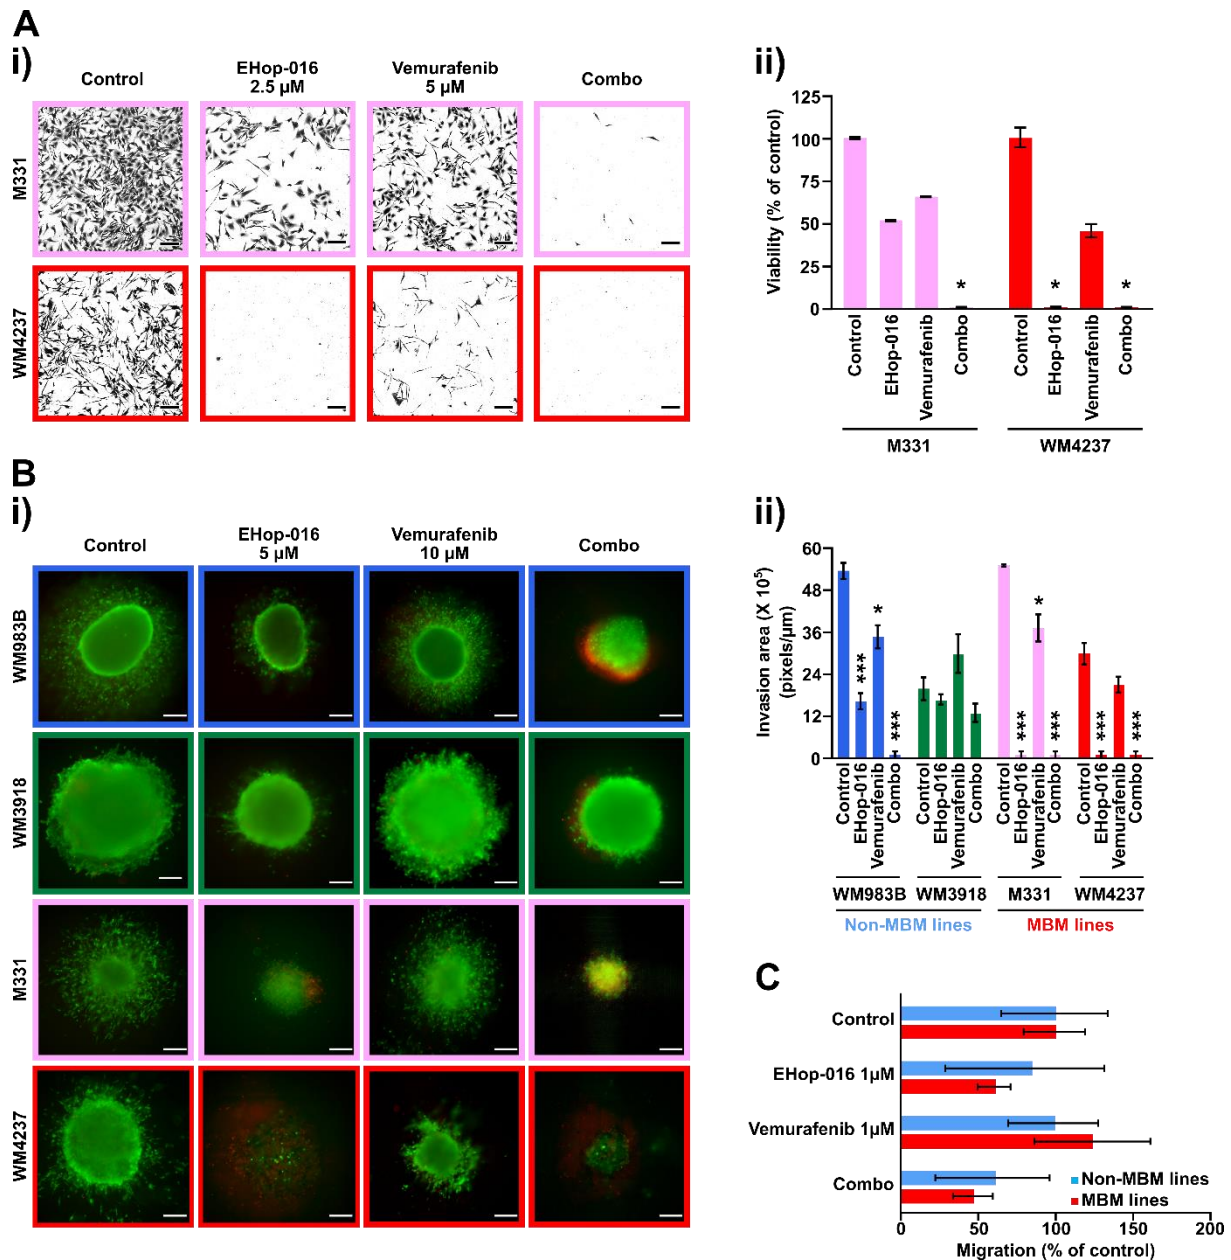 A
i)
Control
EHop-016
2.5 µM
Vemurafenib
5 µM
Combo
M331
WM4237
ii)
Viability (% of control)
125
100
75
50
25
0
Control
EHop-016
Vemurafenib
Combo
Control
EHop-016
Vemurafenib
Combo
*
*
*
M331
WM4237
B
i)
Control
EHop-016
5 µM
Vemurafenib
10 µM
Combo
WM983B
WM3918
M331
WM4237
ii)
Invasion area (X 10⁵)
(pixels/µm)
60
48
36
24
12
0
***
*
***
***
*
***
***
***
Control
EHop-016
Vemurafenib
Combo
Control
EHop-016
Vemurafenib
Combo
Control
EHop-016
Vemurafenib
Combo
Control
EHop-016
Vemurafenib
Combo
WM983B
WM3918
M331
WM4237
Non-MBM lines
MBM lines
C
Control
EHop-016 1µM
Vemurafenib 1µM
Combo
Non-MBM lines
MBM lines
0
50
100
150
200
Migration (% of control)